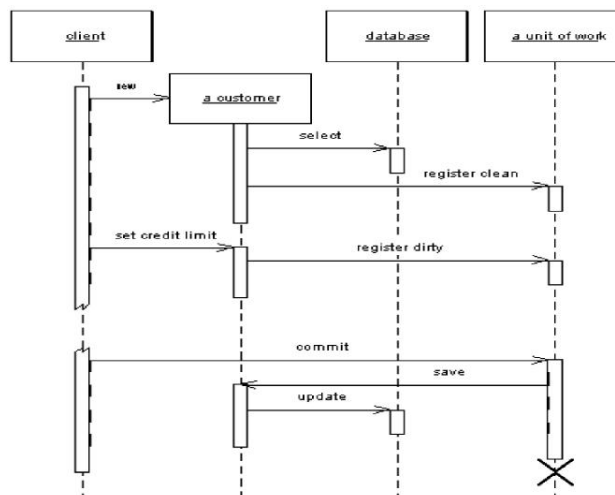 client
database
a unit of work
new
a customer
select
register clean
set credit limit
register dirty
commit
save
update